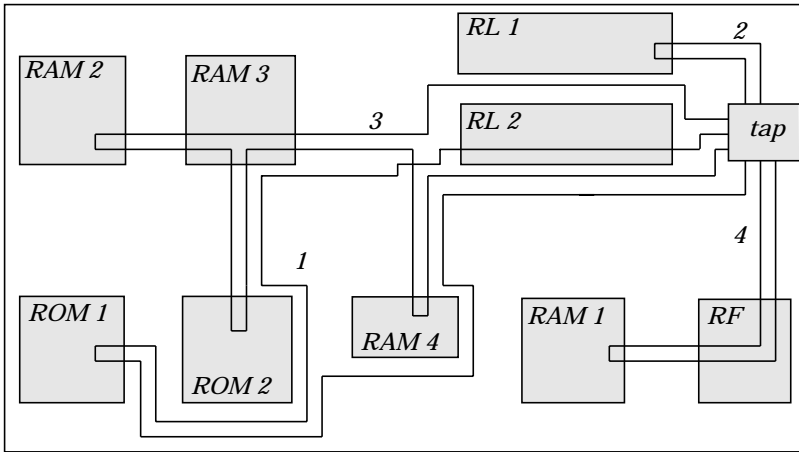 RL 1
2
RAM 2
RAM 3
3
RL 2
tap
1
4
ROM 1
ROM 2
RAM 4
RAM 1
RF